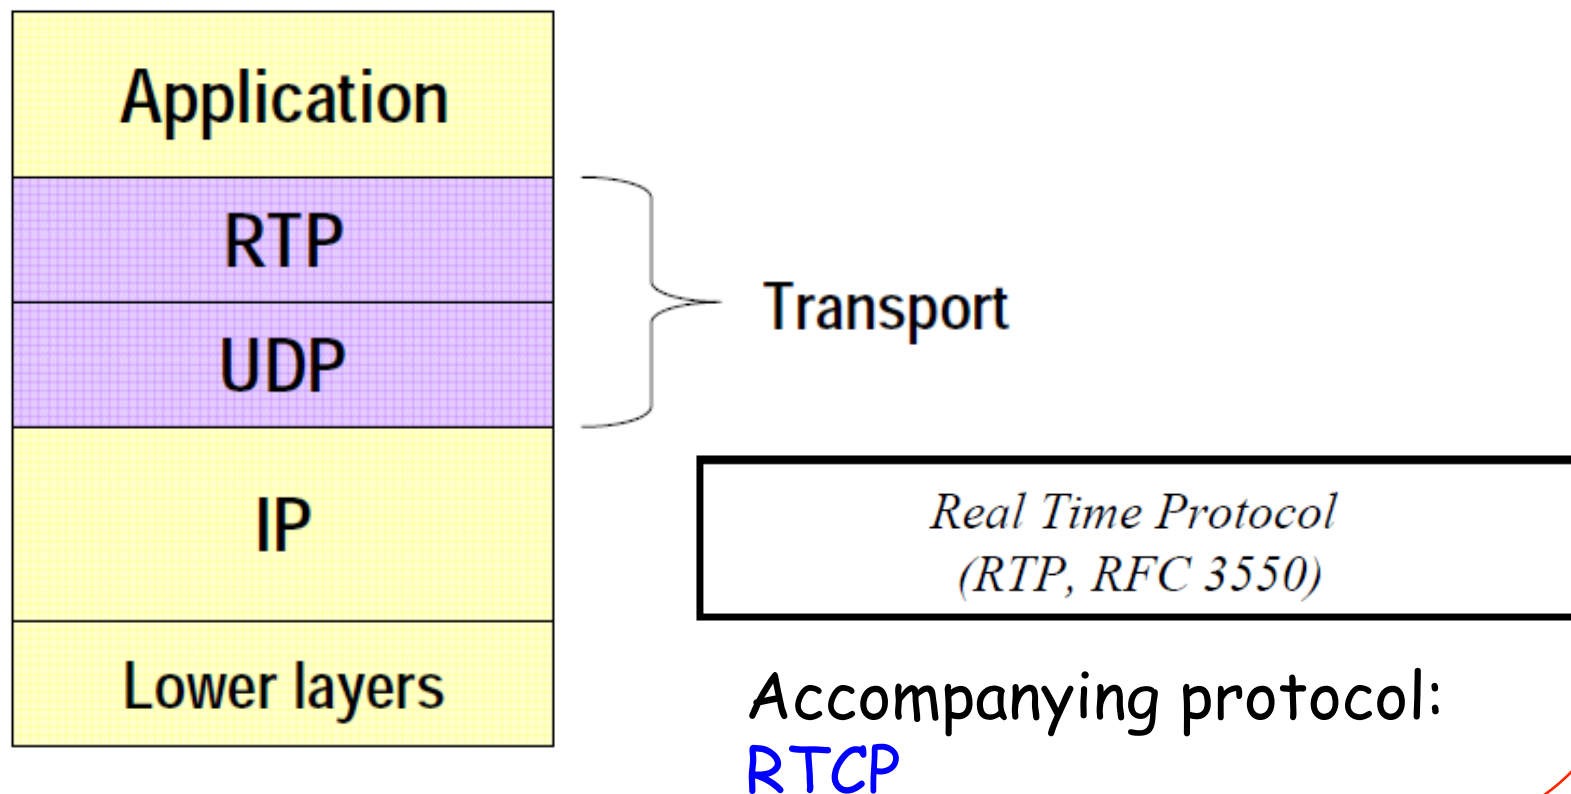 Application
RTP
UDP
Transport
IP
Real Time Protocol
(RTP, RFC 3550)
Lower layers
Accompanying protocol:
RTCP